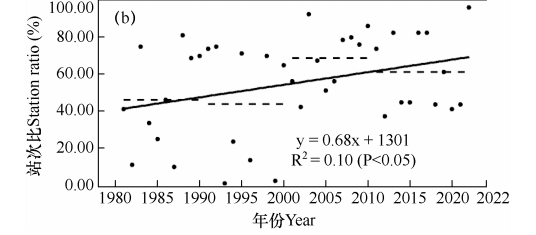 (b)
100.00
80.00
60.00
40.00
20.00
0.00
站次比Station ratio (%)
y = 0.68x + 1301
R² = 0.10 (P<0.05)
1980 1985 1990 1995 2000 2005 2010 2015 2020 2022
年份Year